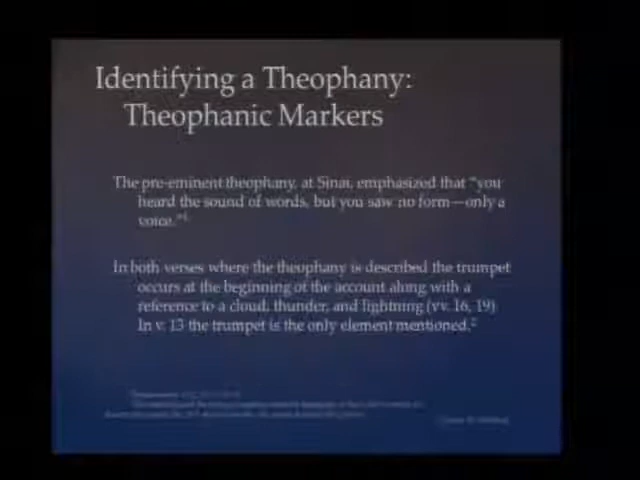 Identifying a Theophany:
Theophanic Markers
The pre-eminent theophany, at Sinai, emphasized that "you
heard the sound of words, but you saw no form—only a
voice."1
In both verses where the theophany is described the trumpet
occurs at the beginning of the account along with a
reference to a cloud, thunder, and lightning (vv. 16, 19)
In v. 13 the trumpet is the only element mentioned.2